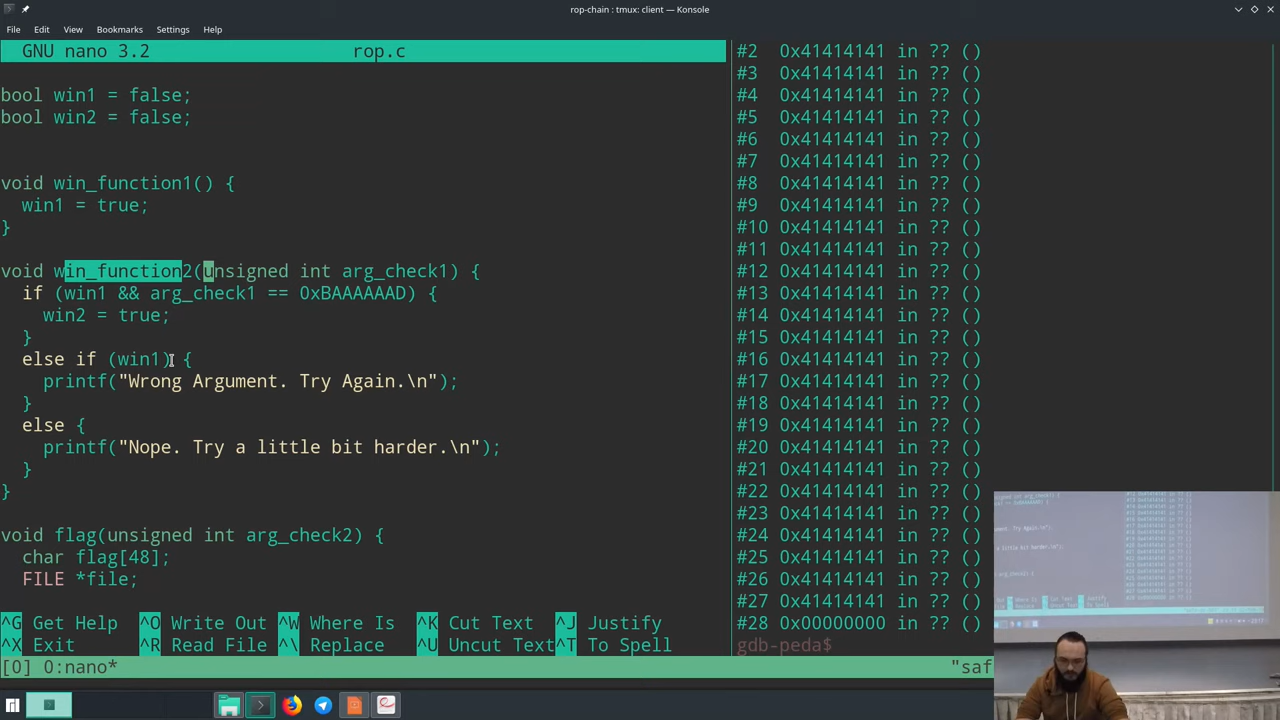 rop-chain : tmux: client — Konsole
File Edit View Bookmarks Settings Help
GNU nano 3.2 rop.c
bool win1 = false;
bool win2 = false;
void win_function1() {
win1 = true;
}
void win_function2(unsigned int arg_check1) {
if (win1 && arg_check1 == 0xBAAAAAAD) {
win2 = true;
}
else if (win1) {
printf("Wrong Argument. Try Again.\n");
}
else {
printf("Nope. Try a little bit harder.\n");
}
}
void flag(unsigned int arg_check2) {
char flag[48];
FILE *file;
^G Get Help ^O Write Out ^W Where Is ^K Cut Text ^J Justify
^X Exit ^R Read File ^\ Replace ^U Uncut Text ^T To Spell
[0] 0:nano* "saf
#2 0x41414141 in ?? ()
#3 0x41414141 in ?? ()
#4 0x41414141 in ?? ()
#5 0x41414141 in ?? ()
#6 0x41414141 in ?? ()
#7 0x41414141 in ?? ()
#8 0x41414141 in ?? ()
#9 0x41414141 in ?? ()
#10 0x41414141 in ?? ()
#11 0x41414141 in ?? ()
#12 0x41414141 in ?? ()
#13 0x41414141 in ?? ()
#14 0x41414141 in ?? ()
#15 0x41414141 in ?? ()
#16 0x41414141 in ?? ()
#17 0x41414141 in ?? ()
#18 0x41414141 in ?? ()
#19 0x41414141 in ?? ()
#20 0x41414141 in ?? ()
#21 0x41414141 in ?? ()
#22 0x41414141 in ?? ()
#23 0x41414141 in ?? ()
#24 0x41414141 in ?? ()
#25 0x41414141 in ?? ()
#26 0x41414141 in ?? ()
#27 0x41414141 in ?? ()
#28 0x00000000 in ?? ()
gdb-peda$